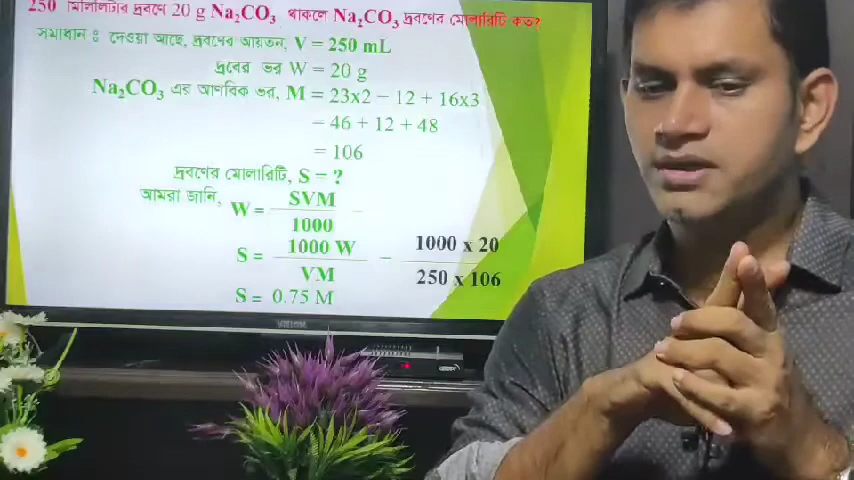 250 মিলিলিটার দ্রবণে 20 g Na₂CO₃ থাকলে Na₂CO₃ দ্রবণের মোলারিটি কত?
সমাধান ঃ দেওয়া আছে, দ্রবণের আয়তন, V = 250 mL
দ্রবের ভর W = 20 g
Na₂CO₃ এর আণবিক ভর, M = 23x2 – 12 + 16x3
= 46 + 12 + 48
= 106
দ্রবণের মোলারিটি, S = ?
আমরা জানি, W = SVM / 1000
S = 1000 W / VM = 1000 x 20 / 250 x 106
S = 0.75 M
VISION